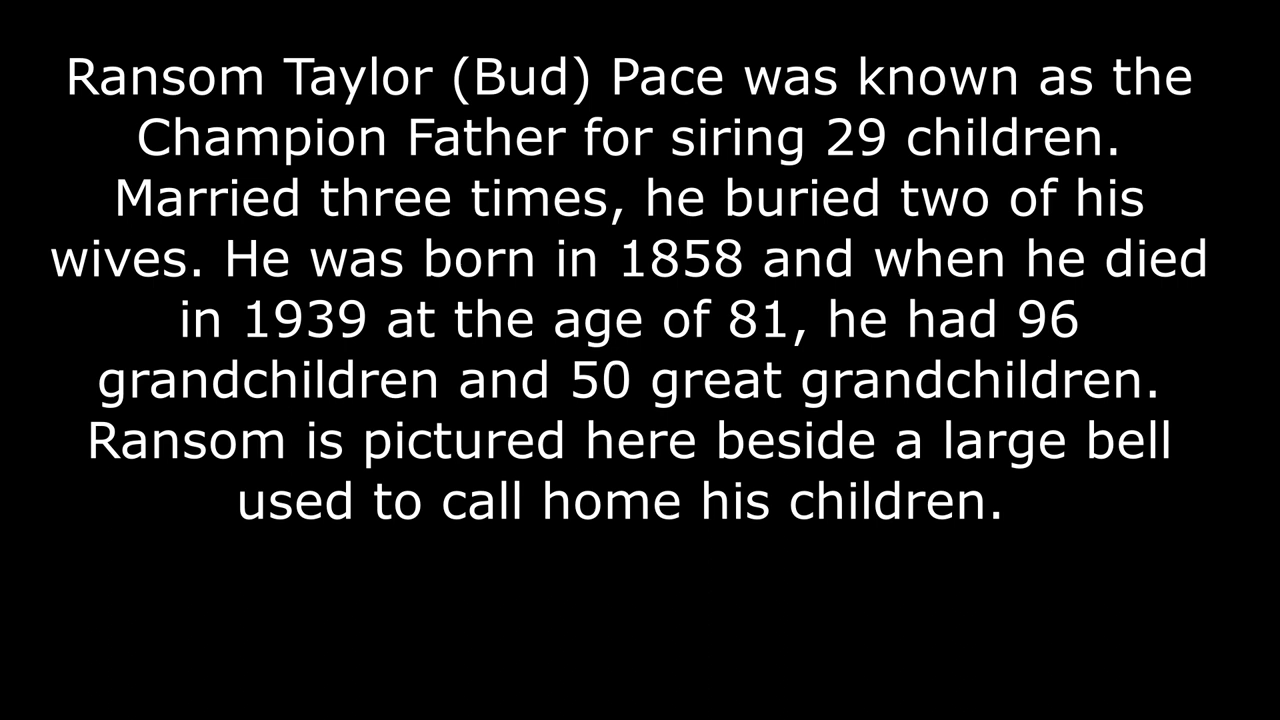 Ransom Taylor (Bud) Pace was known as the
Champion Father for siring 29 children.
Married three times, he buried two of his
wives. He was born in 1858 and when he died
in 1939 at the age of 81, he had 96
grandchildren and 50 great grandchildren.
Ransom is pictured here beside a large bell
used to call home his children.